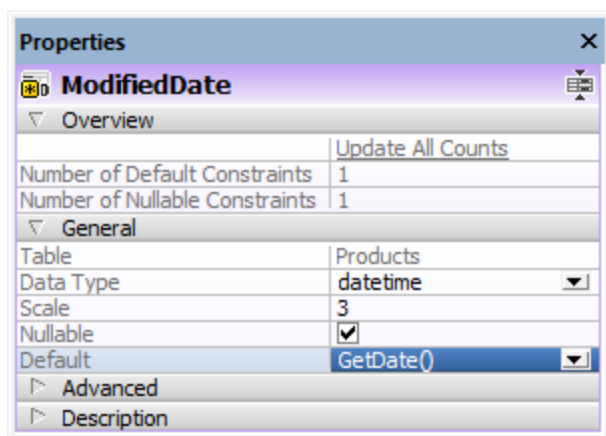 Properties
ModifiedDate
Overview
Update All Counts
Number of Default Constraints 1
Number of Nullable Constraints 1
General
Table Products
Data Type datetime
Scale 3
Nullable
Default GetDate()
Advanced
Description